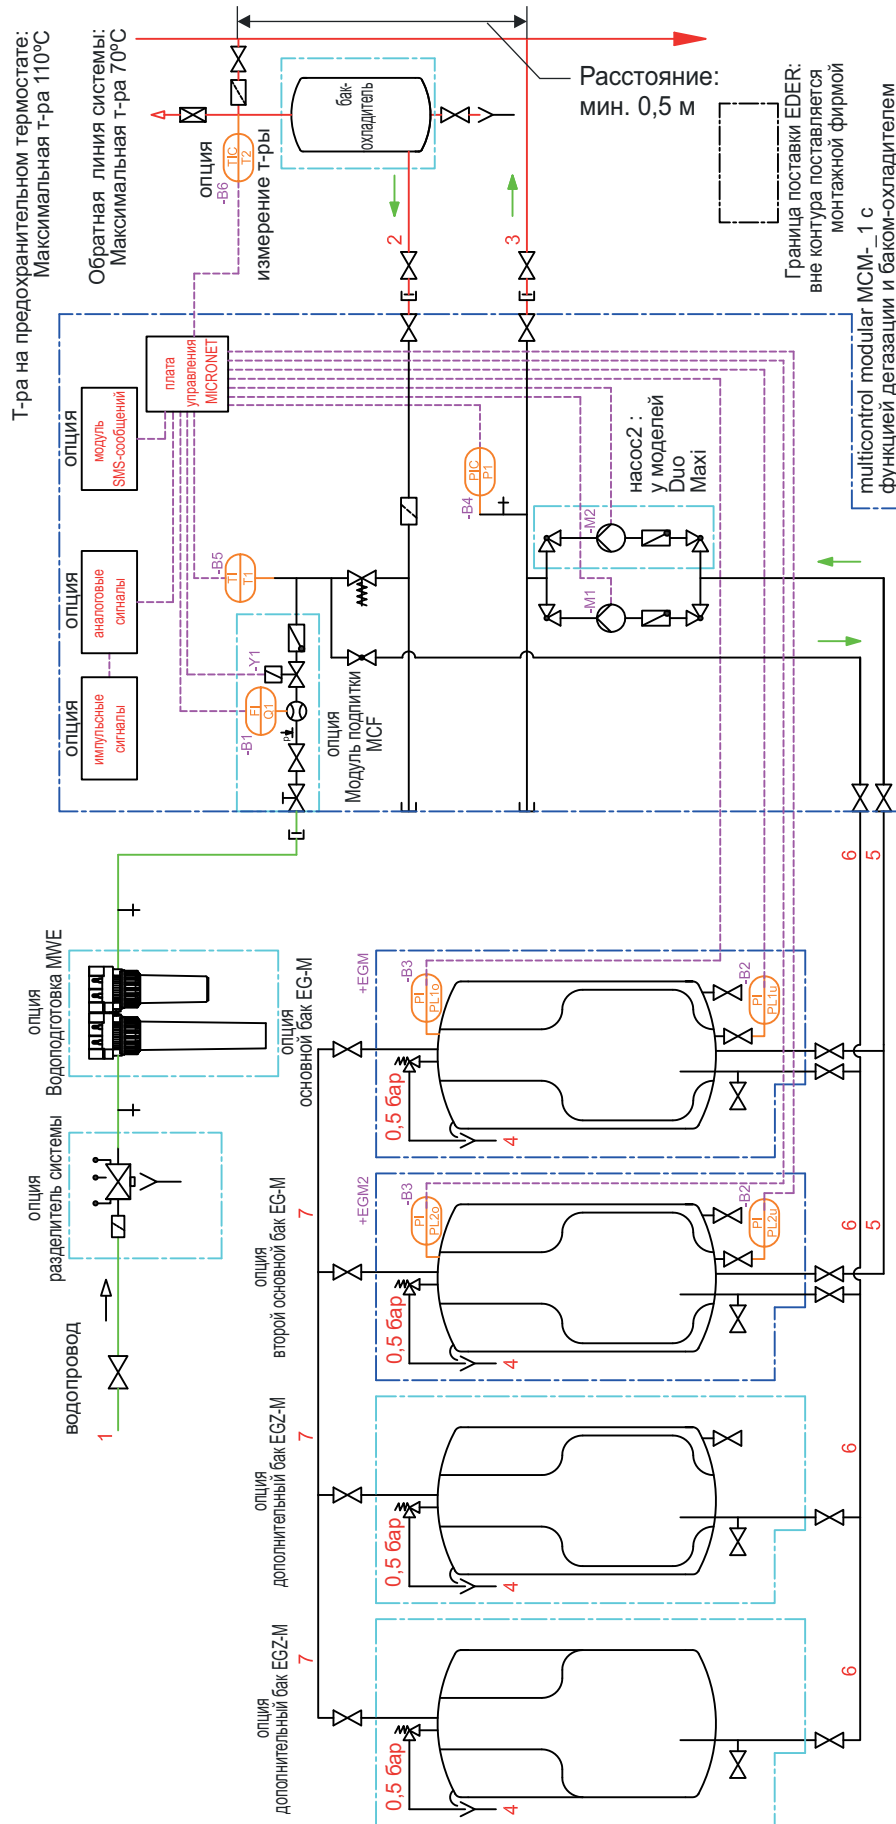 Т-ра на предохранительном термостате:
Максимальная т-ра 110ºС
Обратная линия системы:
Максимальная т-ра 70ºС
Расстояние:
мин. 0,5 м
бак-
охладитель
TIC
T2
опция
-B6
измерение т-ры
2
3
Граница поставки EDER:
вне контура поставляется
монтажной фирмой
multicontrol modular MCM-_1 с
функцией дегазации и баком-охладителем
плата
управления
MICRONET
опция
модуль
SMS-сообщений
опция
аналоговые
сигналы
опция
импульсные
сигналы
-B5
TI
T1
-B4
PIC
P1
насос2 :
у моделей
Duo
Maxi
-M2
-M1
-Y1
-B1
FI
Q1
опция
Модуль подпитки
MCF
опция
Водоподготовка MWE
опция
разделитель системы
водопровод
1
опция
основной бак EG-M
+EGM
-B3
PI
PL1o
-B2
PI
PL1u
0,5 бар
4
6
5
7
опция
второй основной бак EG-M
+EGM2
-B3
PI
PL2o
-B2
PI
PL2u
0,5 бар
4
6
5
7
опция
дополнительный бак EGZ-M
0,5 бар
4
6
7
опция
дополнительный бак EGZ-M
0,5 бар
4
6